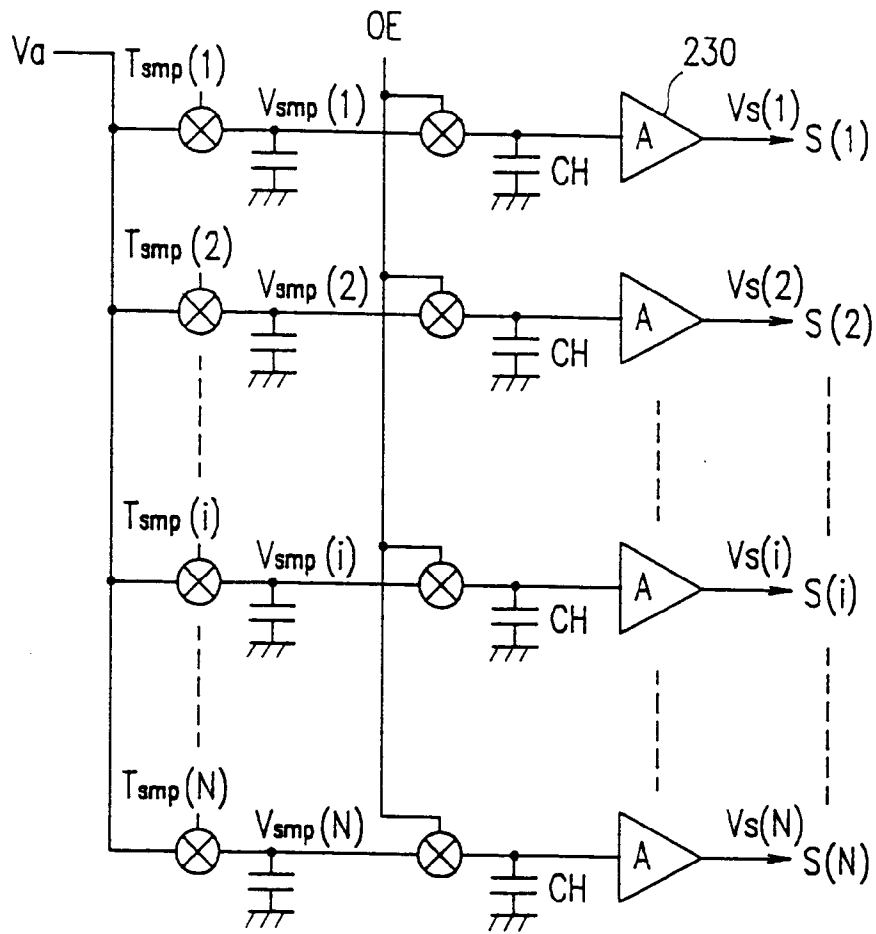 OE
230
Va
Tsmp(1)
Vsmp(1)
A
Vs(1)
S(1)
CH
Tsmp(2)
Vsmp(2)
A
Vs(2)
S(2)
CH
Tsmp(i)
Vsmp(i)
A
Vs(i)
S(i)
CH
Tsmp(N)
Vsmp(N)
A
Vs(N)
S(N)
CH